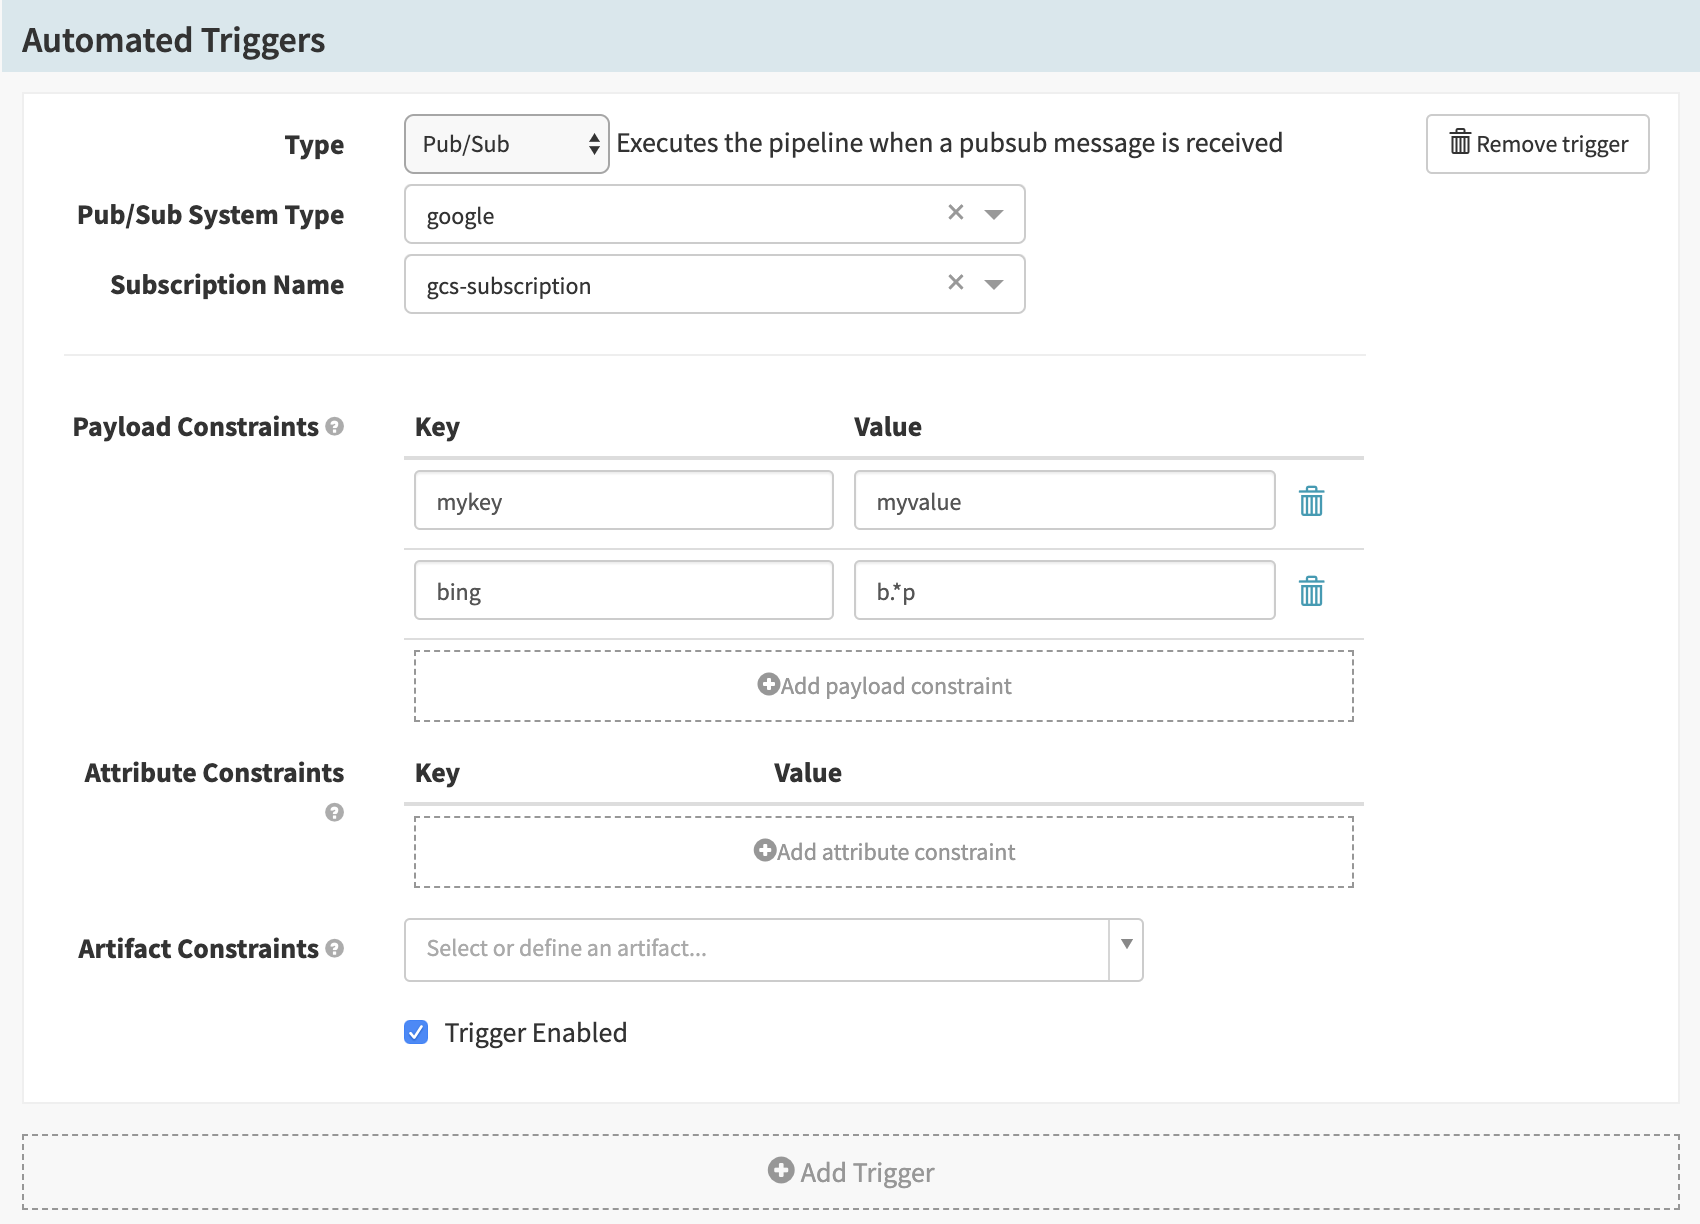 Automated Triggers
Type Pub/Sub Executes the pipeline when a pubsub message is received Remove trigger
Pub/Sub System Type google
Subscription Name gcs-subscription
Payload Constraints Key Value
mykey myvalue
bing b.*p
Add payload constraint
Attribute Constraints Key Value
Add attribute constraint
Artifact Constraints Select or define an artifact...
Trigger Enabled
Add Trigger